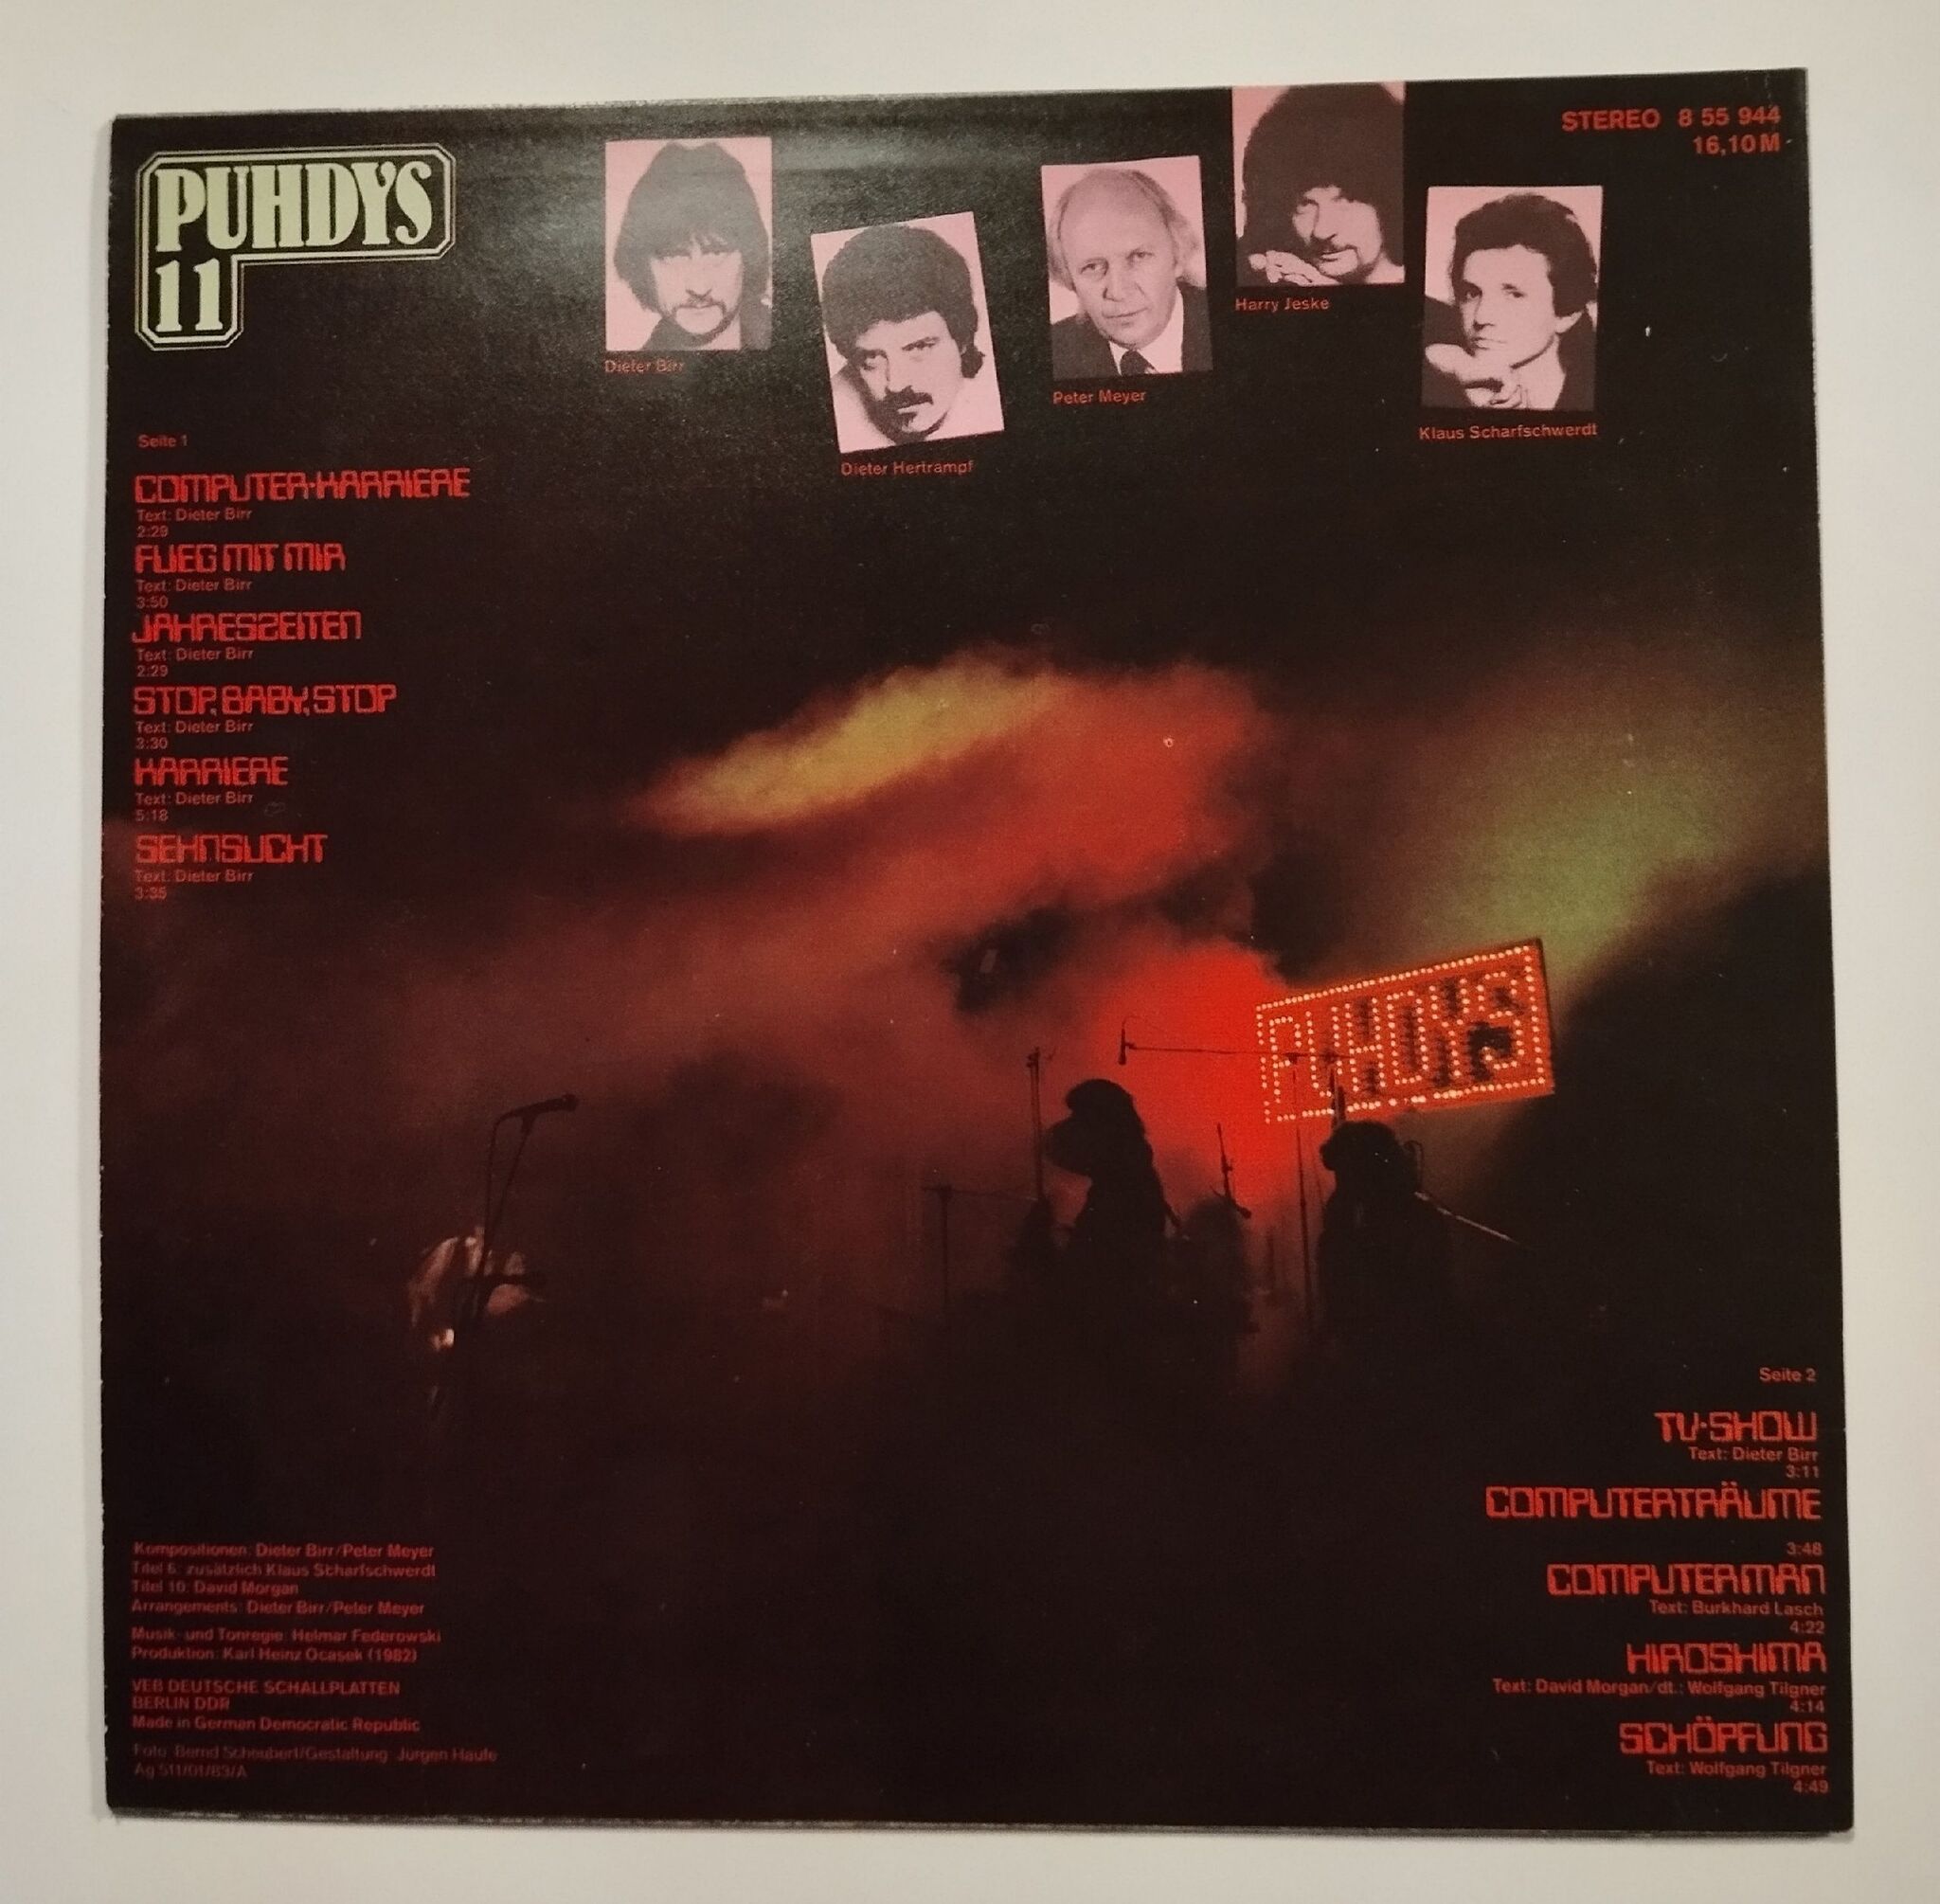 PUHDYS
11
STEREO 8 55 944
16,10 M
Dieter Birr
Dieter Hertrampf
Peter Meyer
Harry Jeske
Klaus Scharfschwerdt
Seite 1
COMPUTER-KARRIERE
Text: Dieter Birr
2:29
FLIEG MIT MIR
Text: Dieter Birr
3:50
JAHRESZEITEN
Text: Dieter Birr
2:29
STOP, BABY, STOP
Text: Dieter Birr
3:30
KARRIERE
Text: Dieter Birr
5:18
SEHNSUCHT
Text: Dieter Birr
3:35
PUHDYS
Seite 2
TV-SHOW
Text: Dieter Birr
3:11
COMPUTERTRÄUME
3:48
COMPUTERMAN
Text: Burkhard Lasch
4:22
HIROSHIMA
Text: David Morgan/dt.: Wolfgang Tilgner
4:14
SCHÖPFUNG
Text: Wolfgang Tilgner
4:49
Kompositionen: Dieter Birr/Peter Meyer
Titel 6: zusätzlich Klaus Scharfschwerdt
Titel 10: David Morgan
Arrangements: Dieter Birr/Peter Meyer
Musik- und Tonregie: Helmar Federowski
Produktion: Karl Heinz Ocasek (1982)
VEB DEUTSCHE SCHALLPLATTEN
BERLIN DDR
Made in German Democratic Republic
Foto: Bernd Scheubert/Gestaltung: Jürgen Haufe
Ag 511/01/83/A